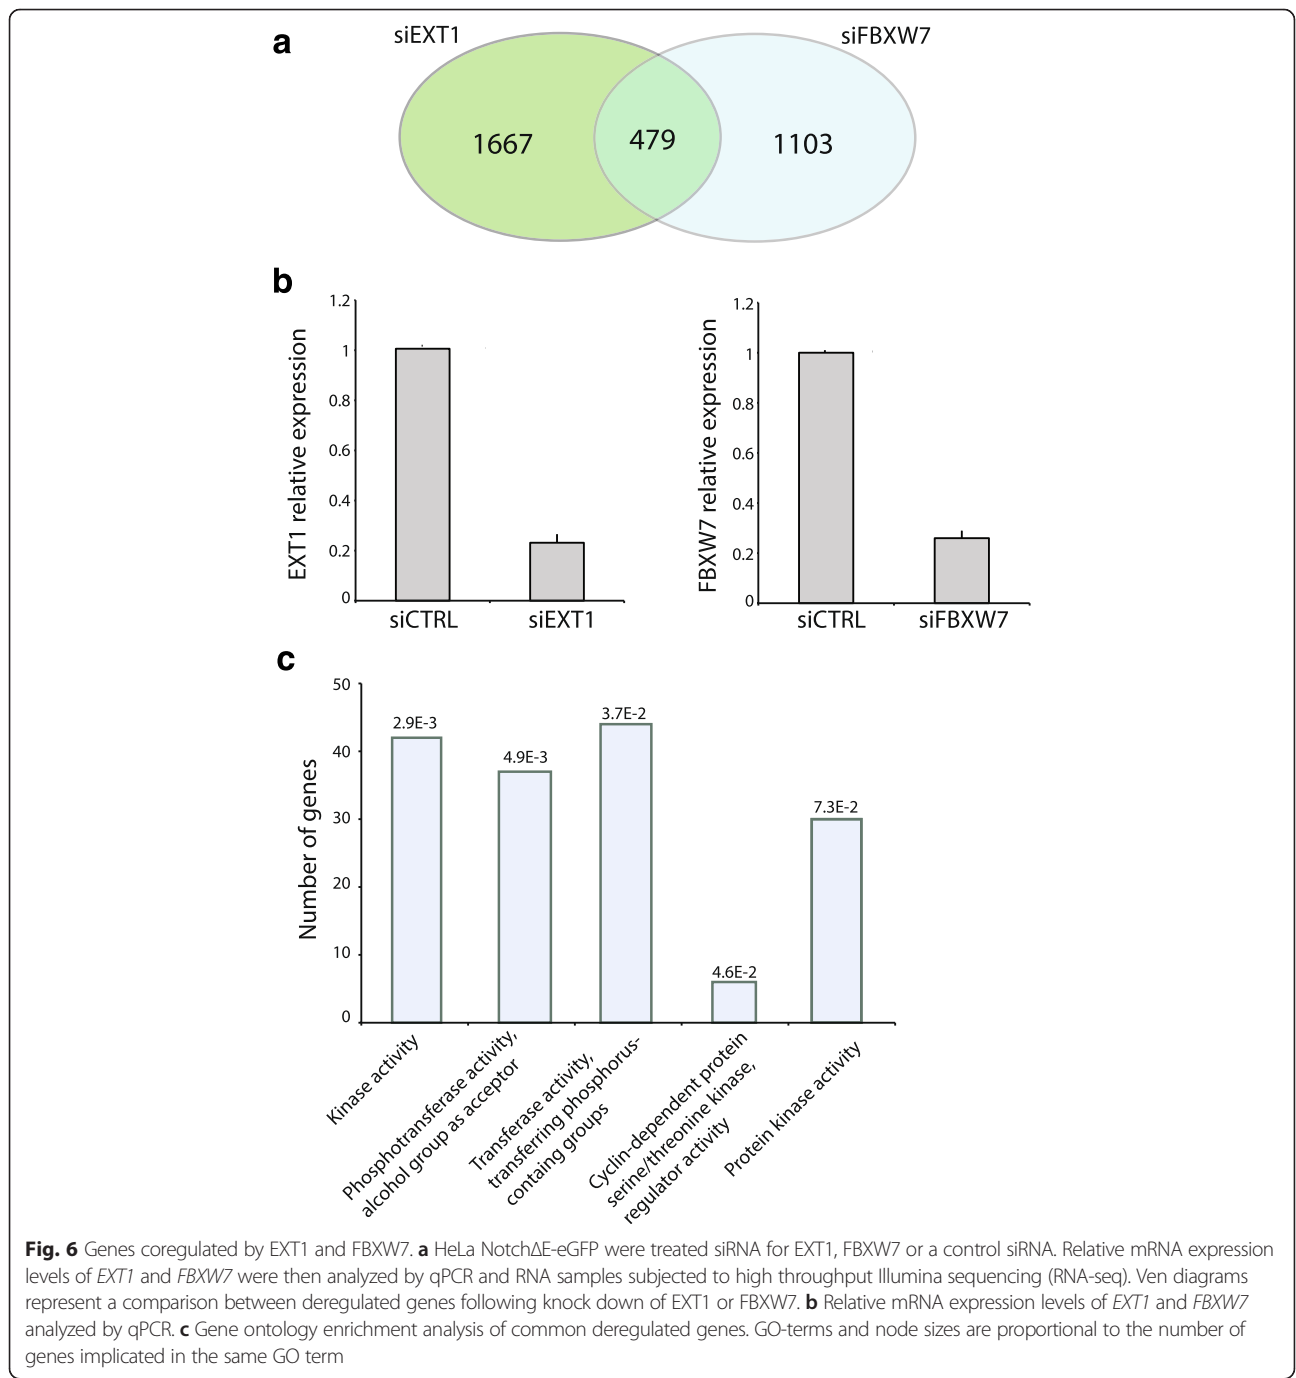 a
siEXT1
siFBXW7
1667
479
1103
b
EXT1 relative expression
1.2
1
0.8
0.6
0.4
0.2
0
siCTRL
siEXT1
FBXW7 relative expression
1.2
1
0.8
0.6
0.4
0.2
0
siCTRL
siFBXW7
c
Number of genes
50
40
30
20
10
0
2.9E-3
4.9E-3
3.7E-2
4.6E-2
7.3E-2
Kinase activity
Phosphotransferase activity,
alcohol group as acceptor
Transferase activity,
transferring phosphorus-
containg groups
Cyclin-dependent protein
serine/threonine kinase,
regulator activity
Protein kinase activity
Fig. 6 Genes coregulated by EXT1 and FBXW7. a HeLa NotchΔE-eGFP were treated siRNA for EXT1, FBXW7 or a control siRNA. Relative mRNA expression
levels of EXT1 and FBXW7 were then analyzed by qPCR and RNA samples subjected to high throughput Illumina sequencing (RNA-seq). Ven diagrams
represent a comparison between deregulated genes following knock down of EXT1 or FBXW7. b Relative mRNA expression levels of EXT1 and FBXW7
analyzed by qPCR. c Gene ontology enrichment analysis of common deregulated genes. GO-terms and node sizes are proportional to the number of
genes implicated in the same GO term